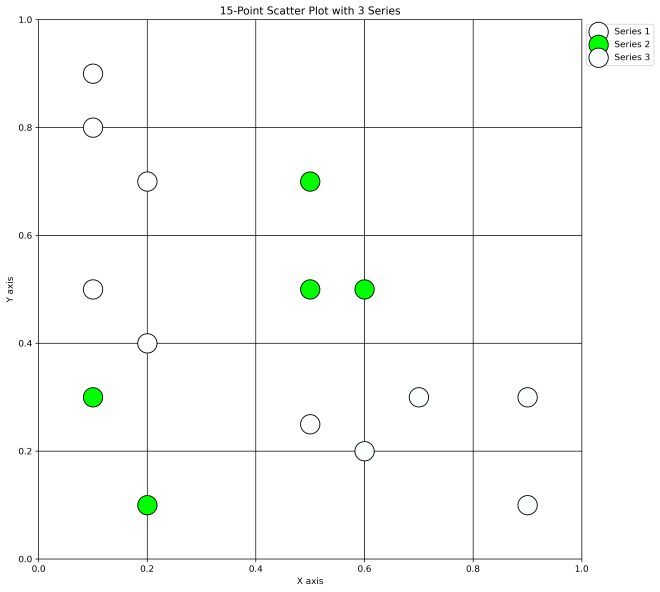 15-Point Scatter Plot with 3 Series
1.0
0.8
0.6
0.4
0.2
0.0
Y axis
0.0 0.2 0.4 0.6 0.8 1.0
X axis
Series 1
Series 2
Series 3